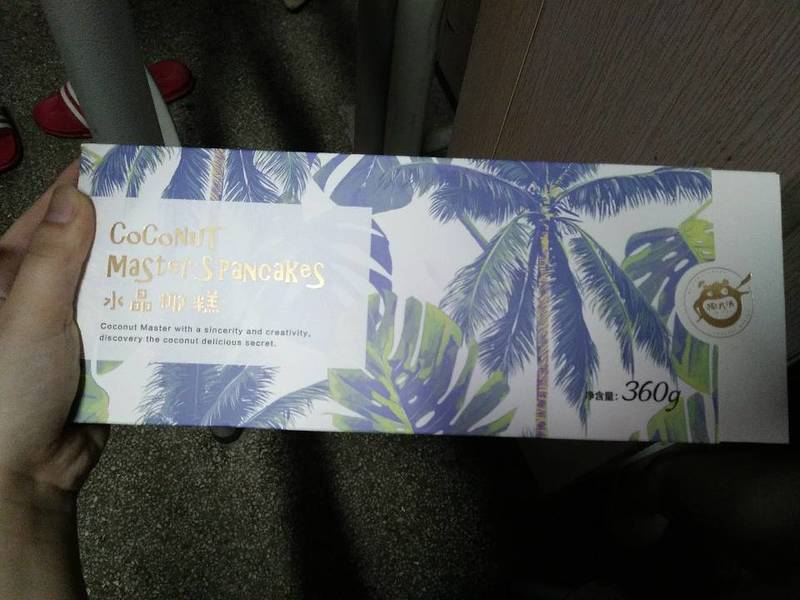 COCONUT
Master.s Pancakes
水晶椰糕
Coconut Master with a sincerity and creativity,
discovery the coconut delicious secret.
净含量: 360g